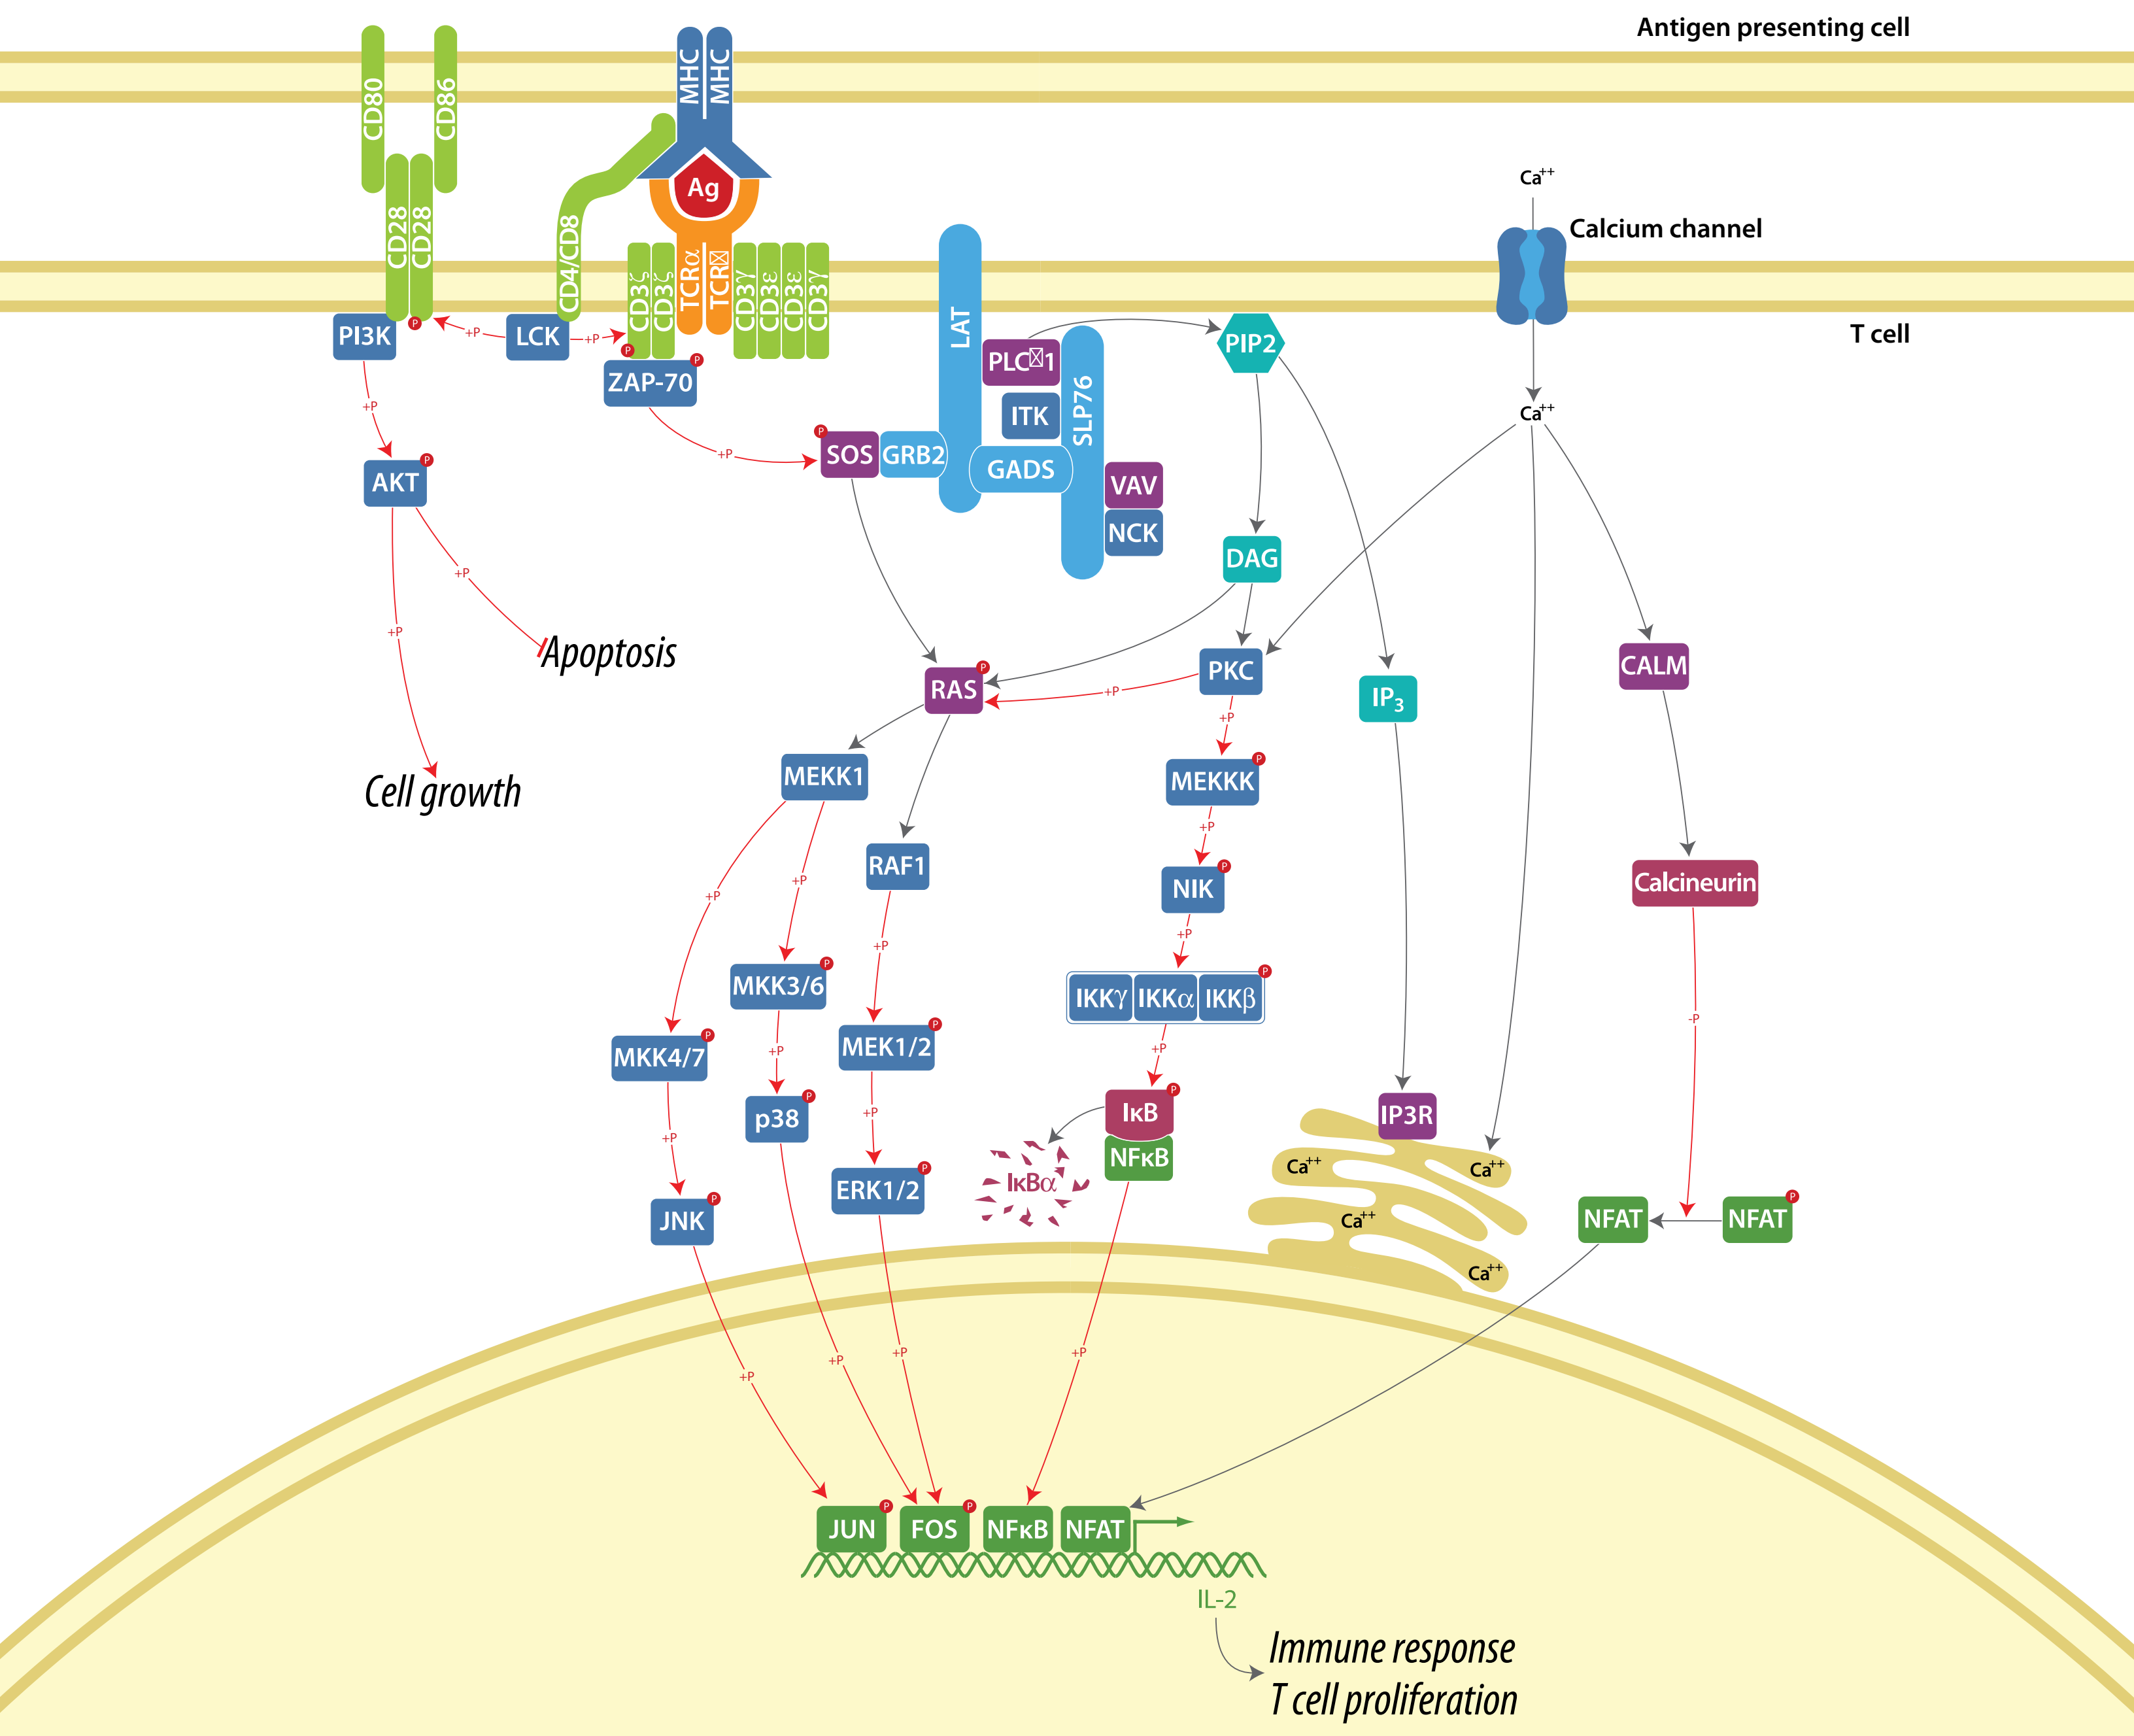 Antigen presenting cell
CD80
CD86
MHC
MHC
Ag
CD28
CD28
CD4/CD8
CD3ζ
CD3ζ
TCRα
TCR
CD3γ
CD3ε
CD3ε
CD3γ
LAT
Ca++
Calcium channel
T cell
PI3K
P
+P
LCK
+P
P
ZAP-70
P
PLC 1
PIP2
ITK
SLP76
Ca++
+P
AKT
P
+P
P
SOS
GRB2
GADS
VAV
NCK
DAG
+P
+P
Apoptosis
Cell growth
RAS
P
+P
PKC
IP3
CALM
+P
MEKK1
MEKKK
P
+P
RAF1
NIK
P
Calcineurin
+P
+P
+P
+P
MKK3/6
P
IKKγ
IKKα
IKKβ
P
-P
MKK4/7
P
+P
MEK1/2
P
+P
p38
P
+P
+P
IκB
P
NFκB
IκBα
IP3R
Ca++
Ca++
Ca++
Ca++
ERK1/2
P
JNK
P
NFAT
NFAT
P
+P
+P
+P
+P
JUN
P
FOS
P
NFκB
NFAT
IL-2
Immune response
T cell proliferation